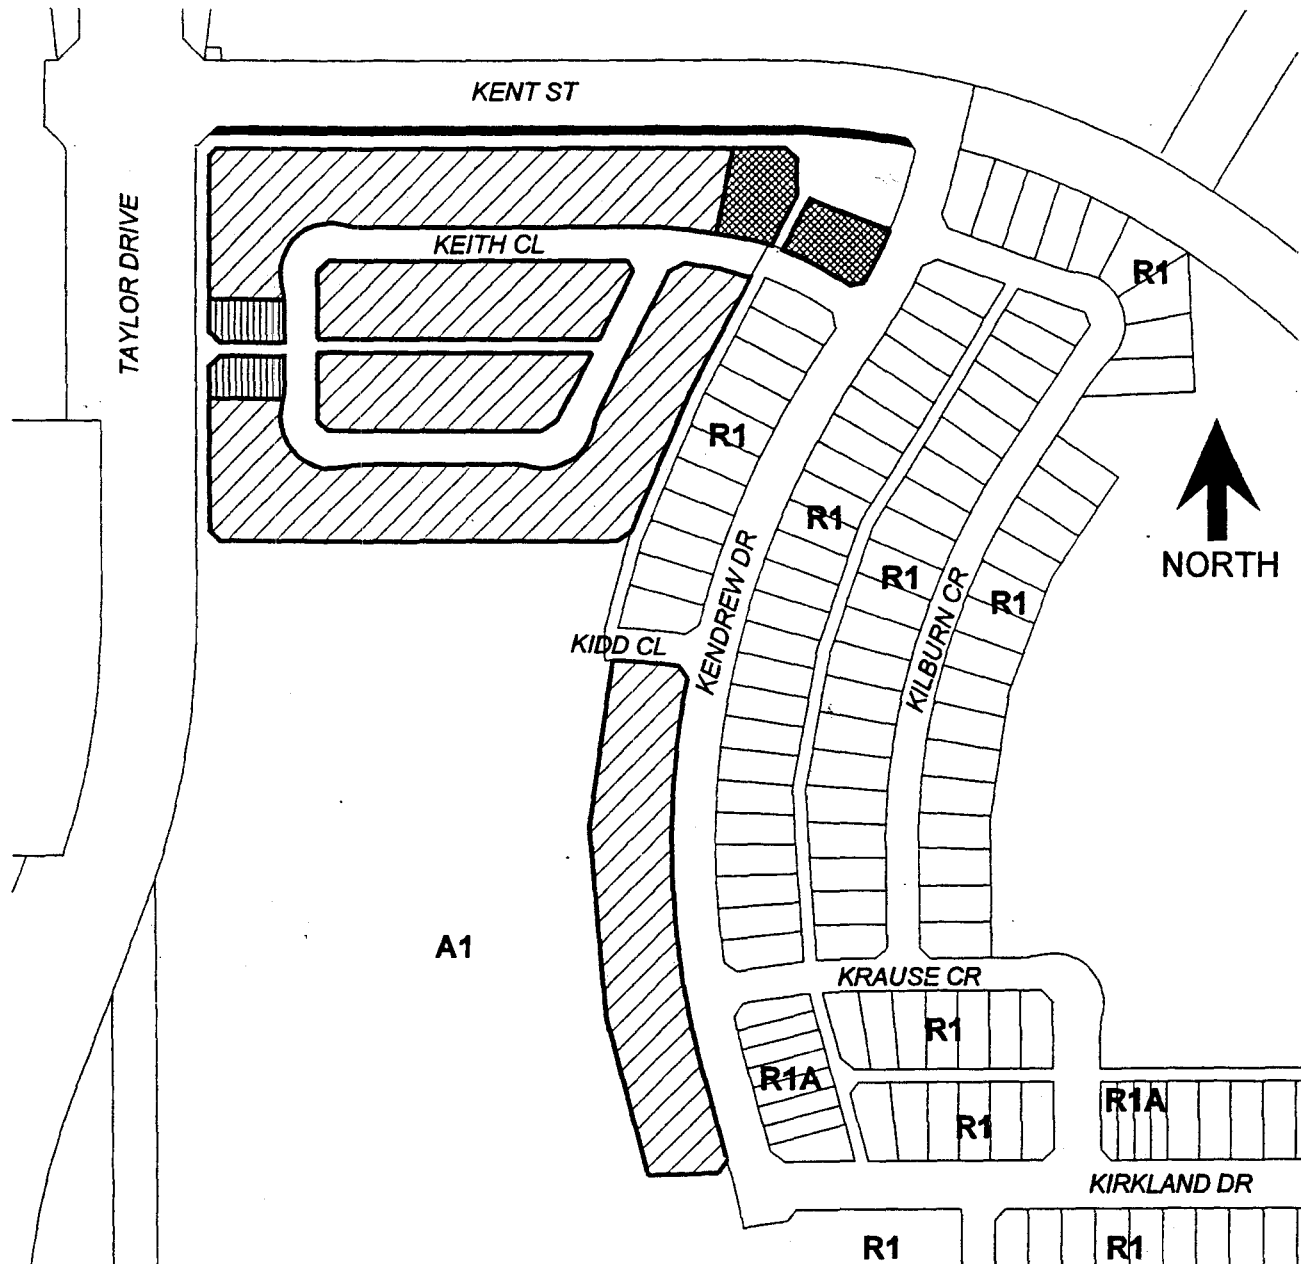 KENT ST
TAYLOR DRIVE
KEITH CL
R1
R1
R1
NORTH
R1
R1
KENDREW DR
KILBURN CR
KIDD CL
A1
KRAUSE CR
R1
R1A
R1A
R1
KIRKLAND DR
R1
R1